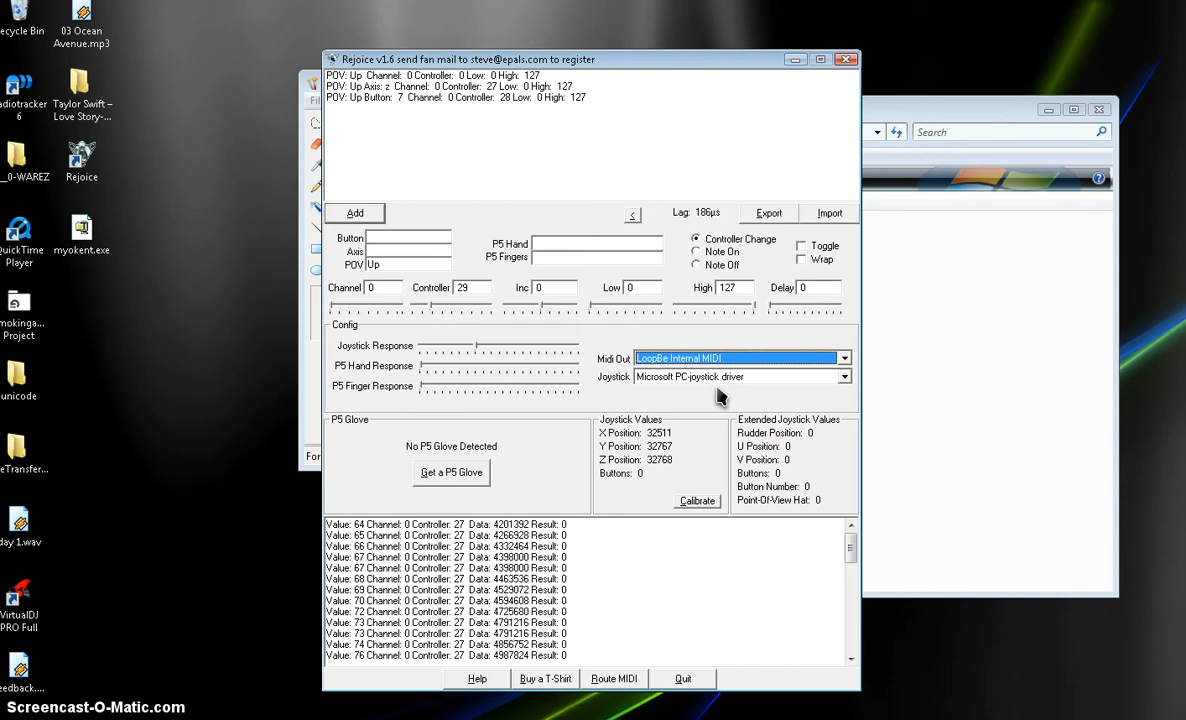 ecycle Bin
03 Ocean
Avenue.mp3
adiotracker
6
Taylor Swift –
Love Story-...
__0-WAREZ
Rejoice
QuickTime
Player
myokent.exe
mokinga...
Project
unicode
eTransfer...
day 1.wav
VirtualDJ
PRO Full
eedback....
Rejoice v1.6 send fan mail to steve@epals.com to register
Fil
For
Search
POV: Up Channel: 0 Controller: 0 Low: 0 High: 127
POV: Up Axis: z Channel: 0 Controller: 27 Low: 0 High: 127
POV: Up Button: 7 Channel: 0 Controller: 28 Low: 0 High: 127
Add
<
Lag: 186µs
Export
Import
Button
Axis
POV Up
P5 Hand
P5 Fingers
Controller Change
Note On
Note Off
Toggle
Wrap
Channel 0 Controller 29 Inc 0 Low 0 High 127 Delay 0
Config
Joystick Response
P5 Hand Response
P5 Finger Response
Midi Out LoopBe Internal MIDI
Joystick Microsoft PC-joystick driver
P5 Glove
No P5 Glove Detected
Get a P5 Glove
Joystick Values
X Position: 32511
Y Position: 32767
Z Position: 32768
Buttons: 0
Calibrate
Extended Joystick Values
Rudder Position: 0
U Position: 0
V Position: 0
Buttons: 0
Button Number: 0
Point-Of-View Hat: 0
Value: 64 Channel: 0 Controller: 27 Data: 4201392 Result: 0
Value: 65 Channel: 0 Controller: 27 Data: 4266928 Result: 0
Value: 66 Channel: 0 Controller: 27 Data: 4332464 Result: 0
Value: 67 Channel: 0 Controller: 27 Data: 4398000 Result: 0
Value: 67 Channel: 0 Controller: 27 Data: 4398000 Result: 0
Value: 68 Channel: 0 Controller: 27 Data: 4463536 Result: 0
Value: 69 Channel: 0 Controller: 27 Data: 4529072 Result: 0
Value: 70 Channel: 0 Controller: 27 Data: 4594608 Result: 0
Value: 72 Channel: 0 Controller: 27 Data: 4725680 Result: 0
Value: 73 Channel: 0 Controller: 27 Data: 4791216 Result: 0
Value: 73 Channel: 0 Controller: 27 Data: 4791216 Result: 0
Value: 74 Channel: 0 Controller: 27 Data: 4856752 Result: 0
Value: 76 Channel: 0 Controller: 27 Data: 4987824 Result: 0
Help
Buy a T-Shirt
Route MIDI
Quit
Screencast-O-Matic.com